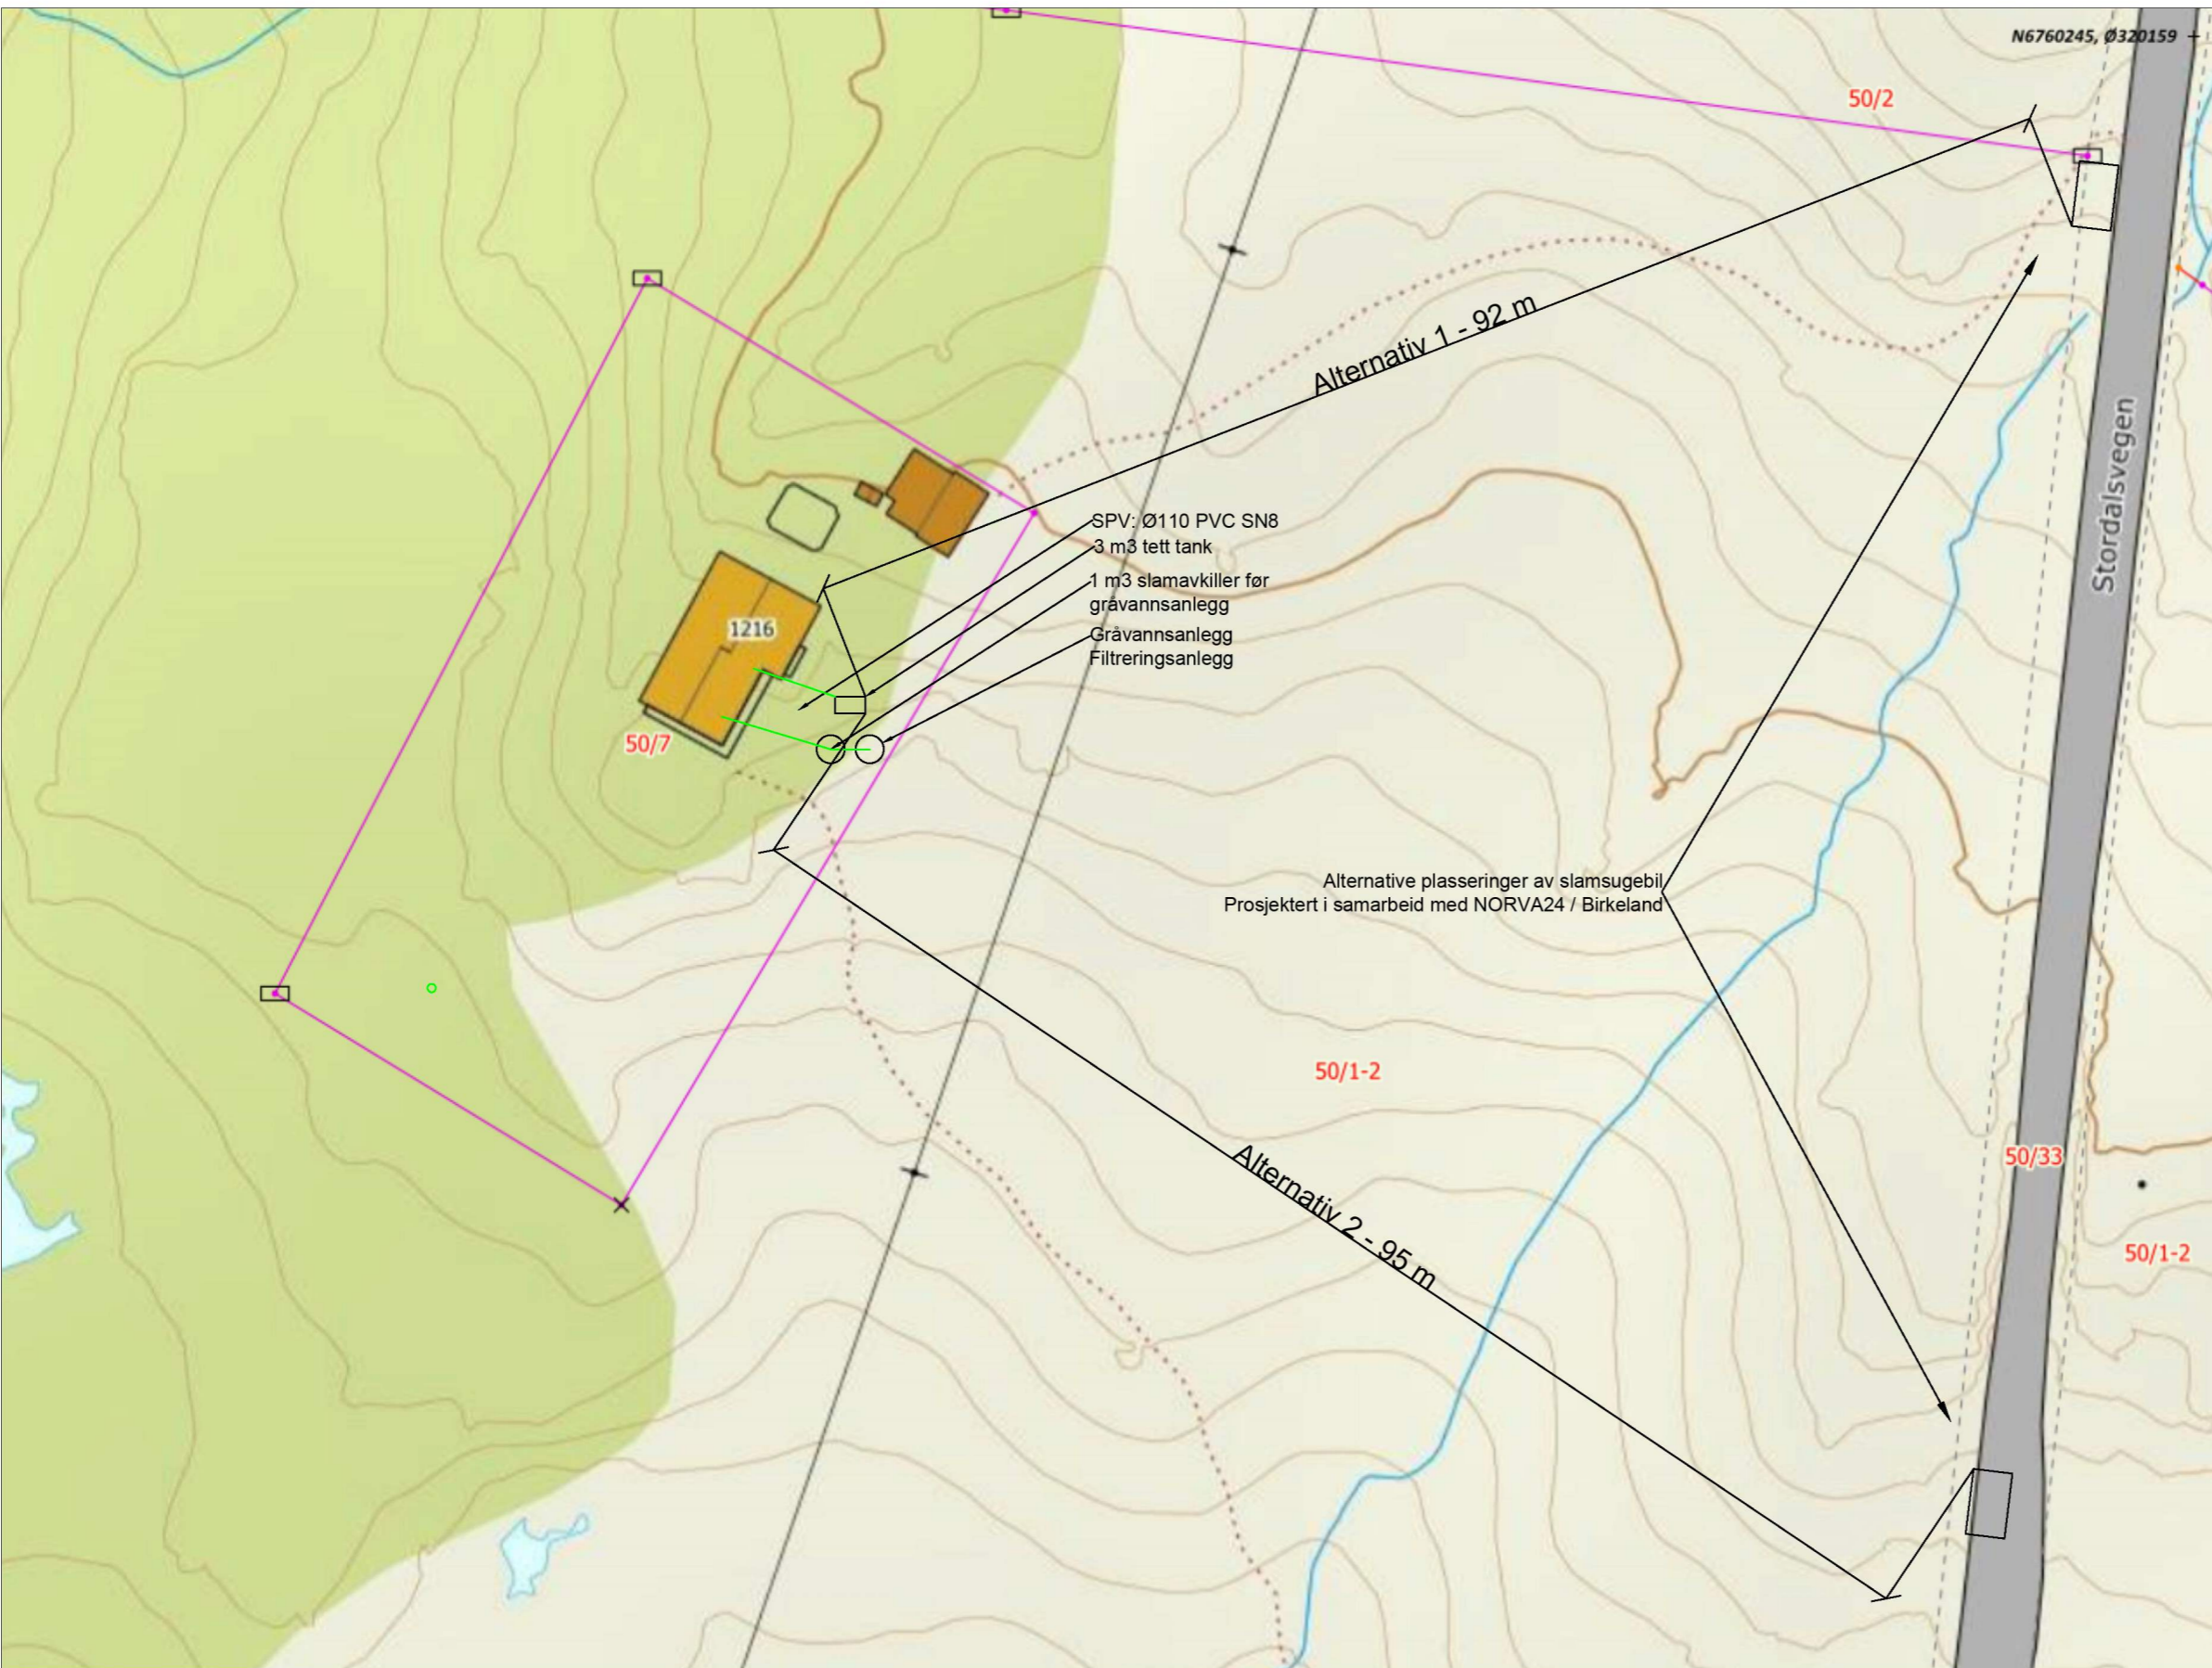 N6760245, Ø320159
50/2
Alternativ 1 - 92 m
Stordalsvegen
SPV: Ø110 PVC SN8
3 m3 tett tank
1 m3 slamavkiller før
gråvannsanlegg
Gråvannsanlegg
Filtreringsanlegg
1216
50/7
Alternative plasseringer av slamsugebil
Prosjektert i samarbeid med NORVA24 / Birkeland
50/1-2
Alternativ 2 - 95 m
50/33
50/1-2